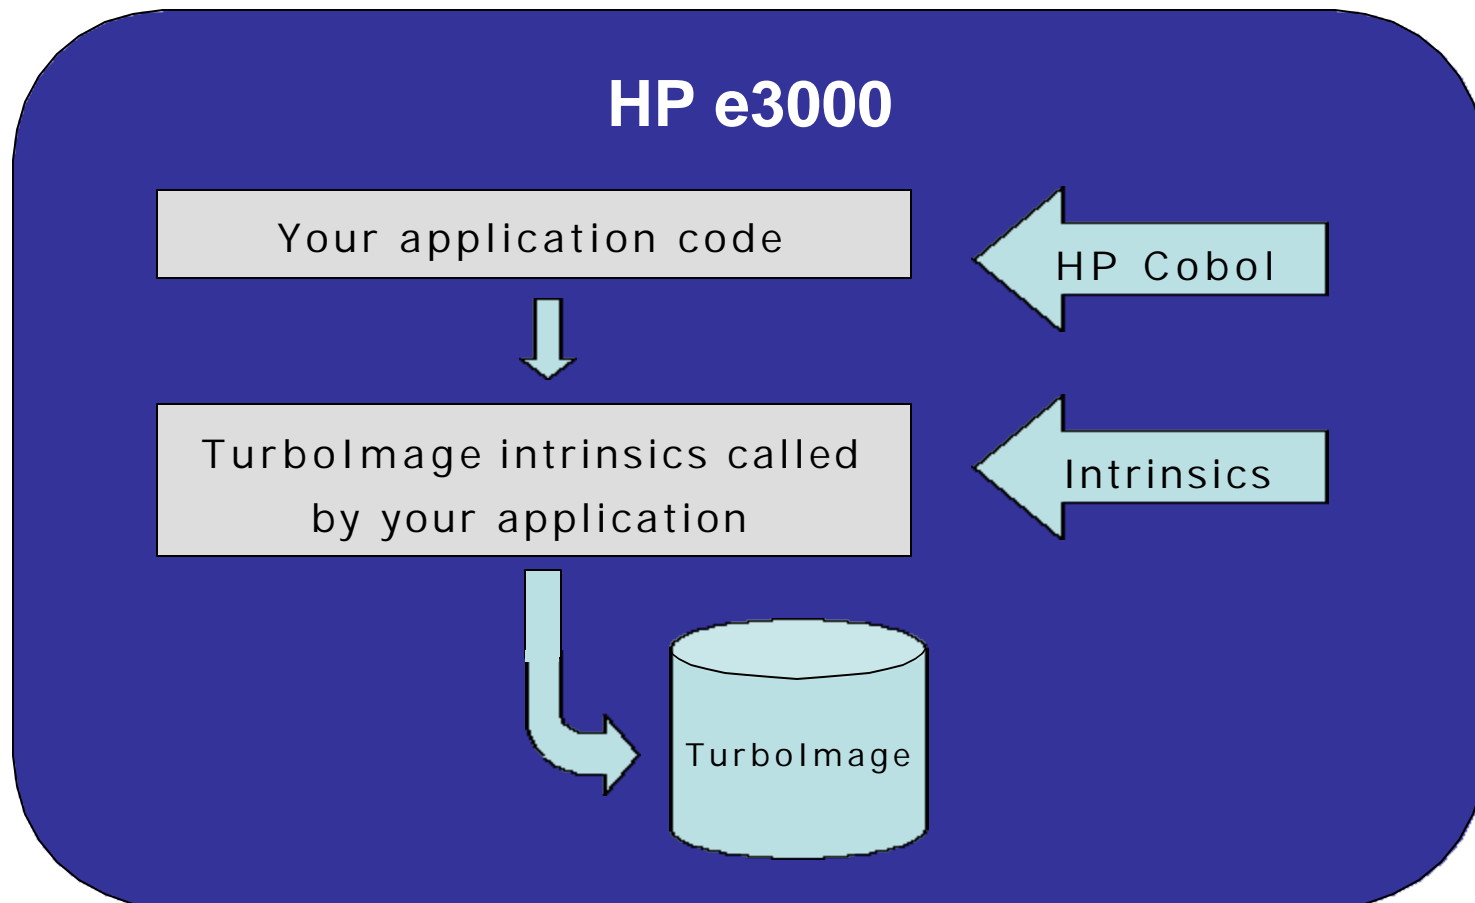 HP e3000
Your application code
HP Cobol
TurboImage intrinsics called
by your application
Intrinsics
TurboImage